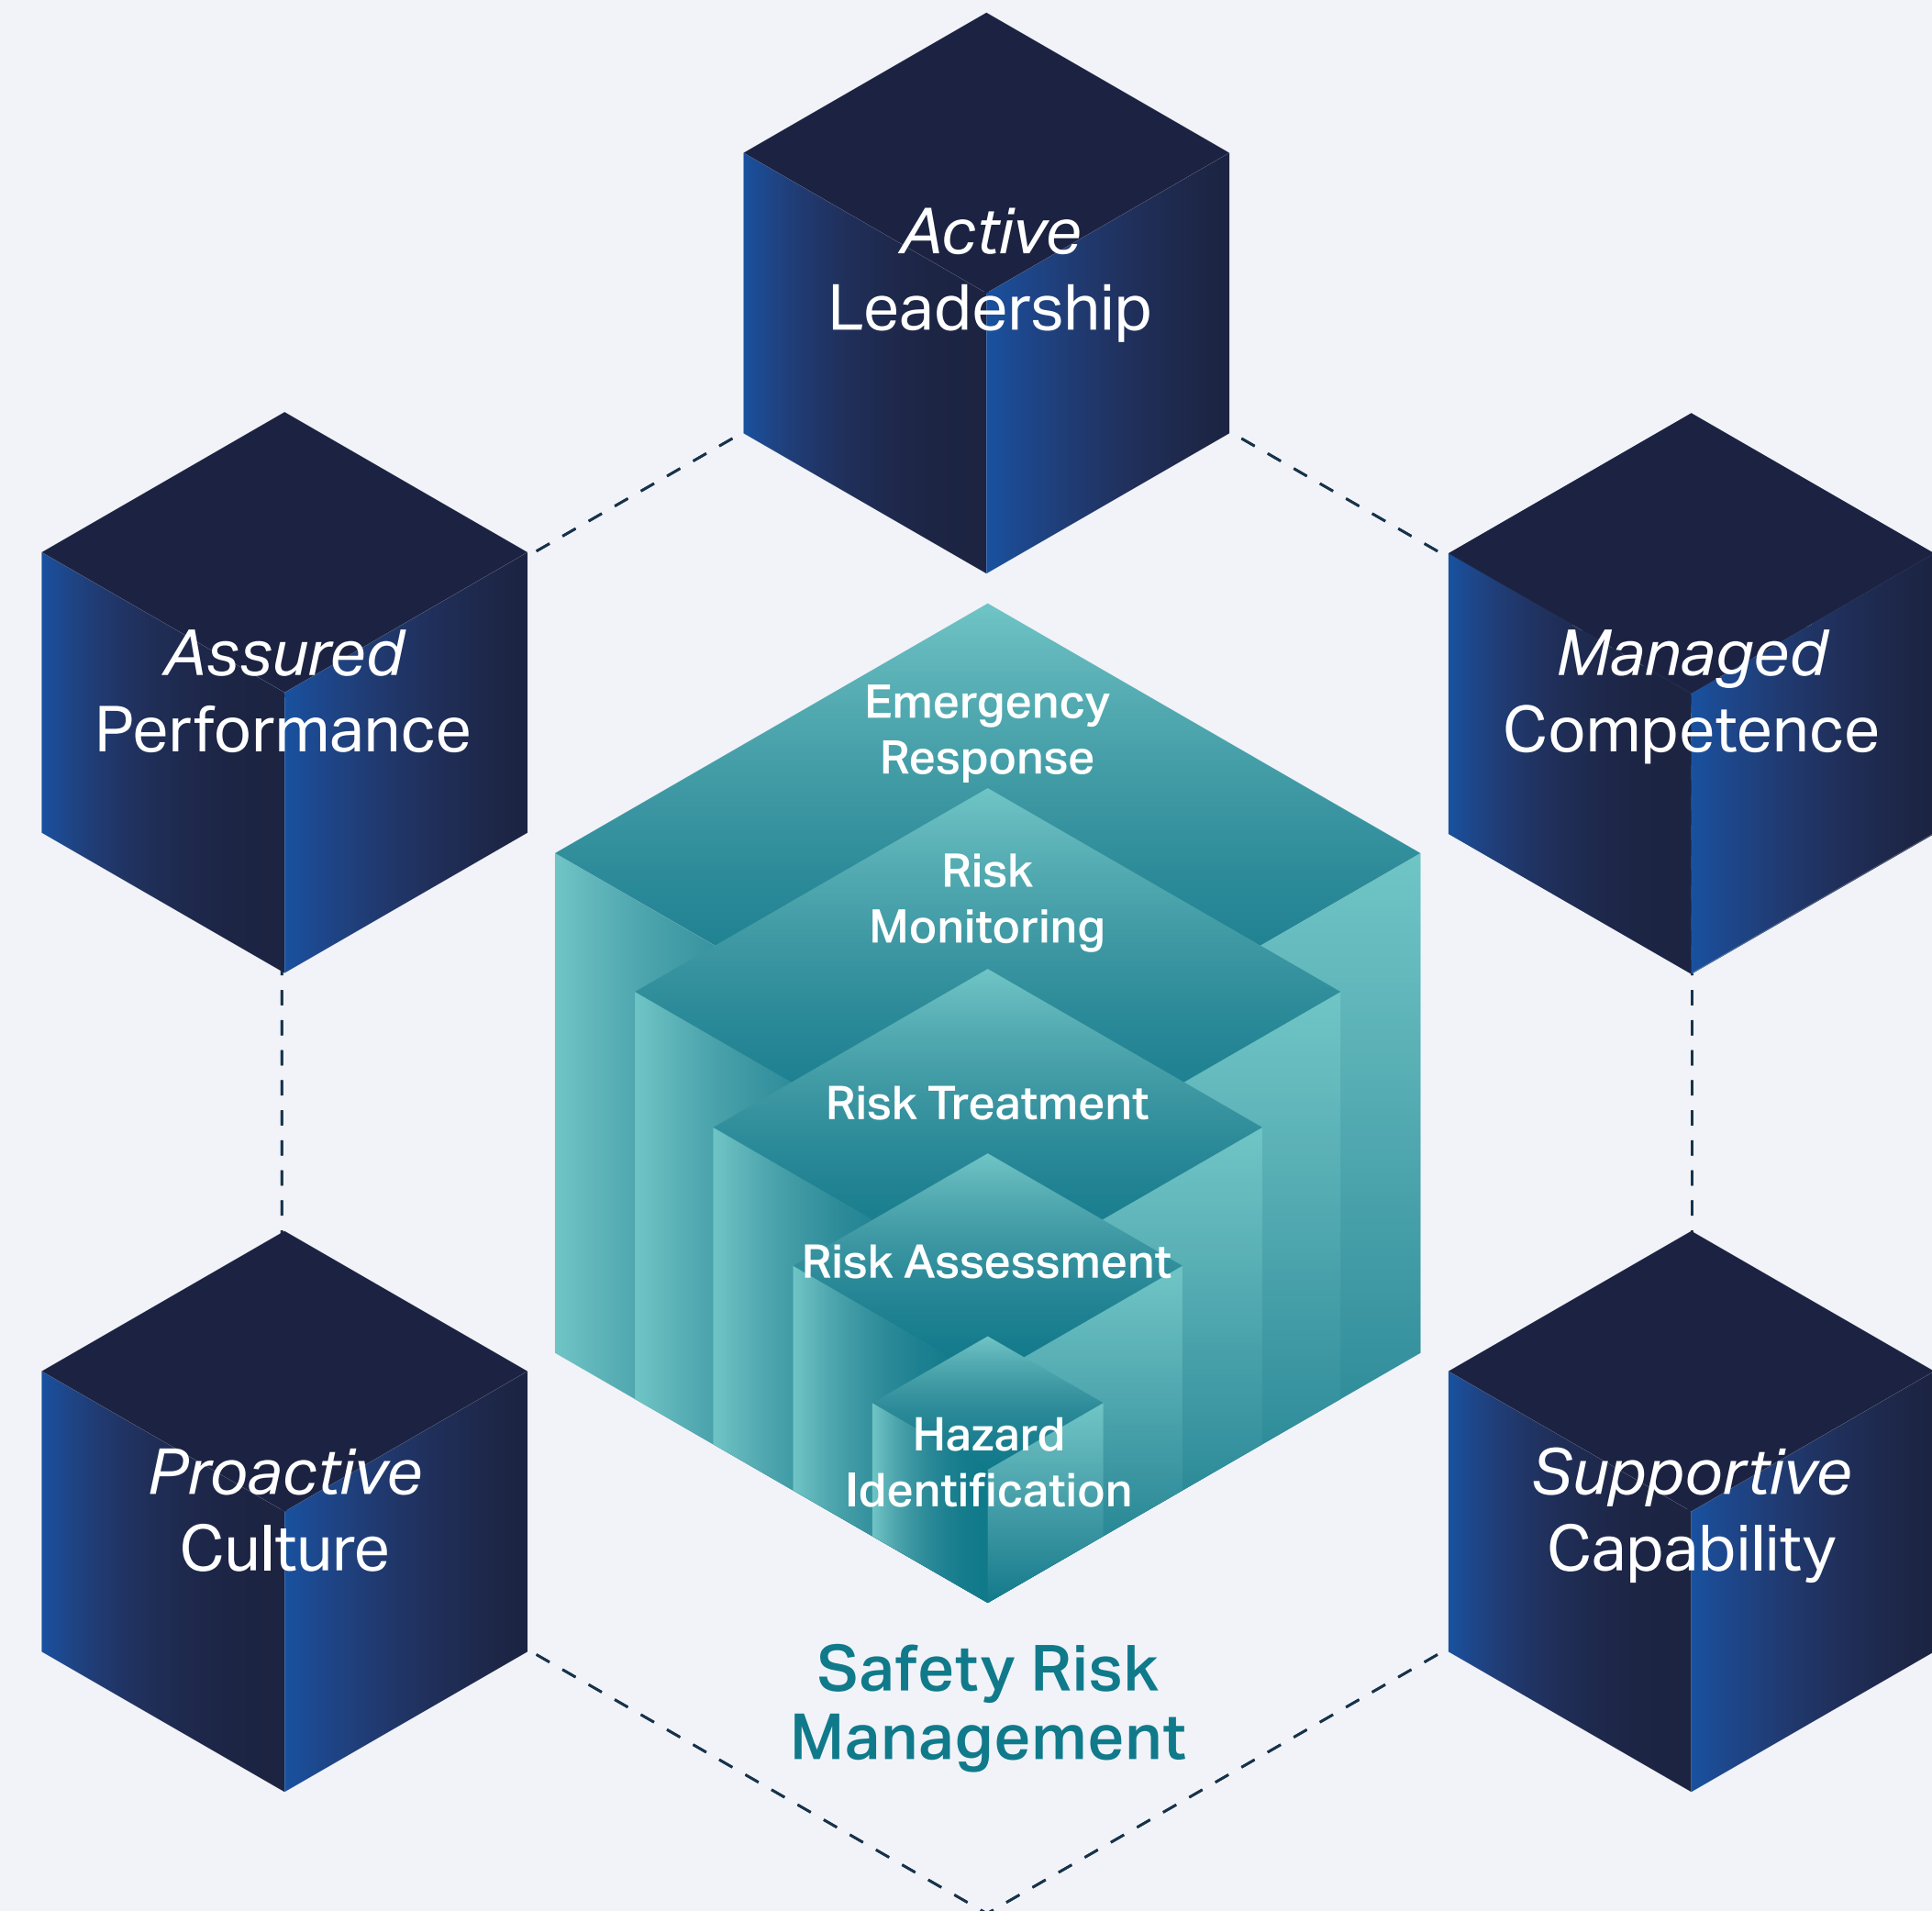 Active
Leadership
Assured
Performance
Managed
Competence
Emergency
Response
Risk
Monitoring
Risk Treatment
Risk Assessment
Hazard
Identification
Proactive
Culture
Supportive
Capability
Safety Risk
Management